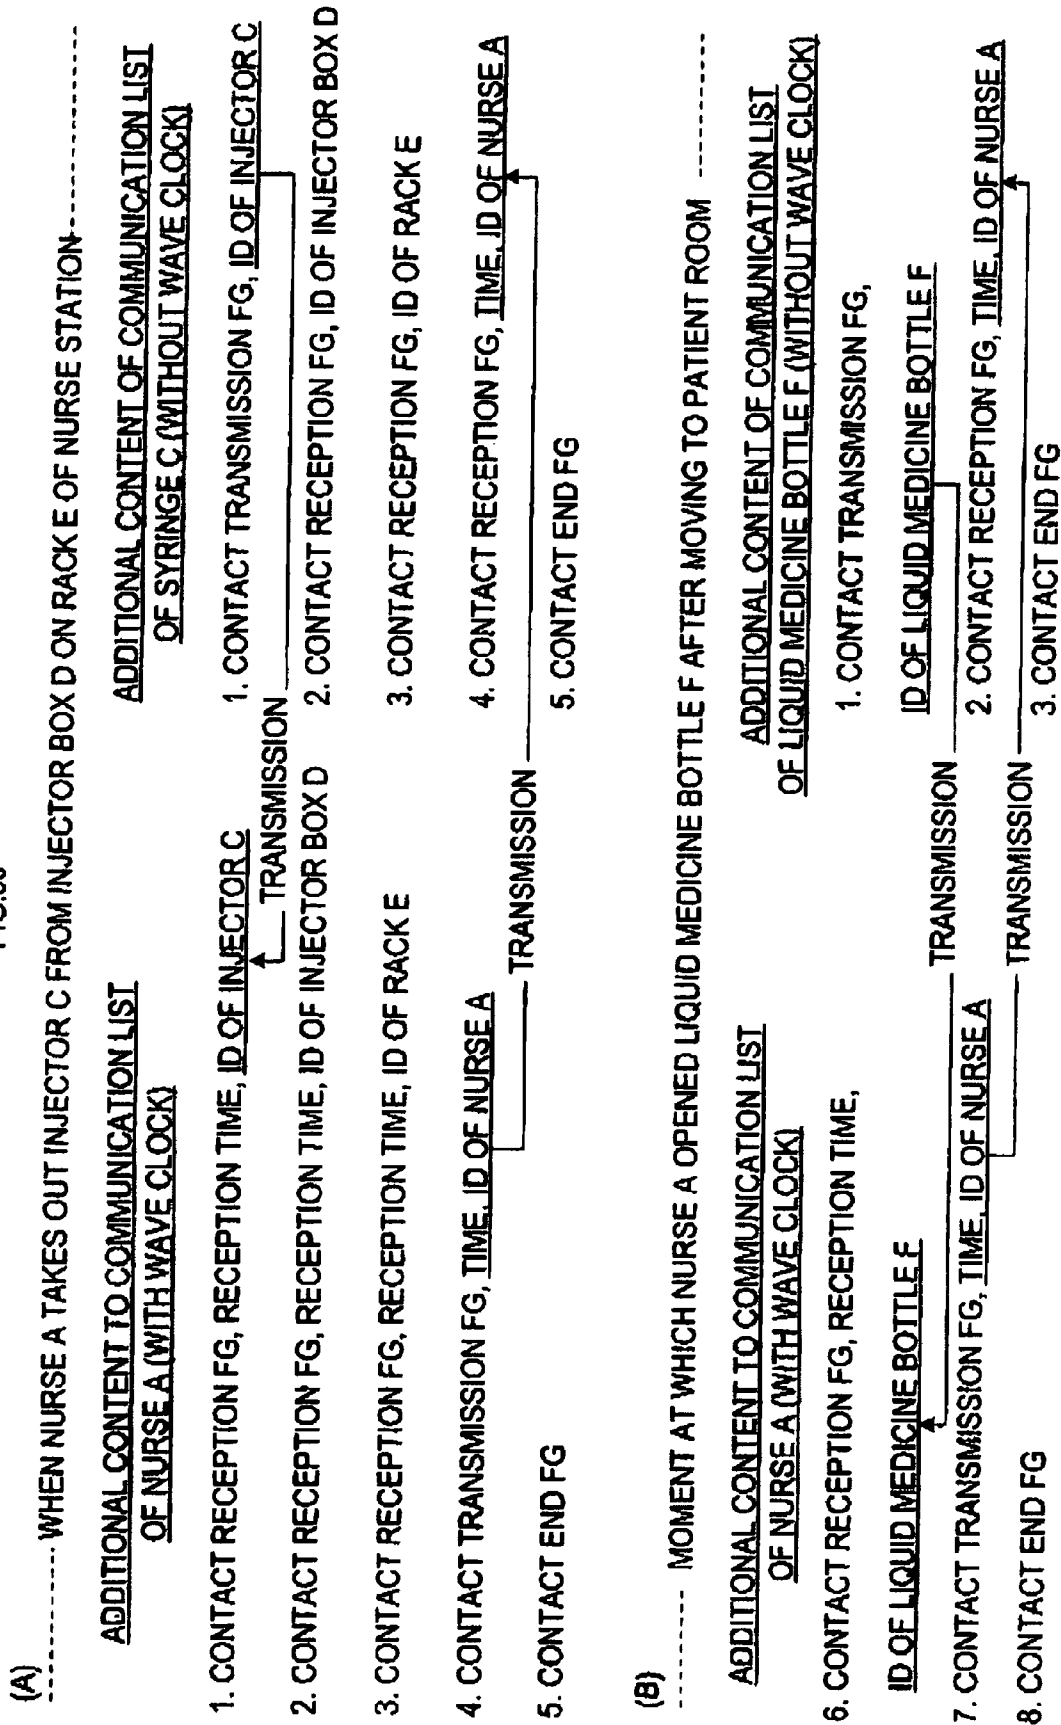 (A)
WHEN NURSE A TAKES OUT INJECTOR C FROM INJECTOR BOX D ON RACK E OF NURSE STATION
ADDITIONAL CONTENT TO COMMUNICATION LIST
OF NURSE A (WITH WAVE CLOCK)
1. CONTACT RECEPTION FG, RECEPTION TIME, ID OF INJECTOR C
TRANSMISSION
2. CONTACT RECEPTION FG, RECEPTION TIME, ID OF INJECTOR BOX D
3. CONTACT RECEPTION FG, RECEPTION TIME, ID OF RACK E
4. CONTACT TRANSMISSION FG, TIME, ID OF NURSE A
TRANSMISSION
5. CONTACT END FG
ADDITIONAL CONTENT OF COMMUNICATION LIST
OF SYRINGE C (WITHOUT WAVE CLOCK)
1. CONTACT TRANSMISSION FG, ID OF INJECTOR C
2. CONTACT RECEPTION FG, ID OF INJECTOR BOX D
3. CONTACT RECEPTION FG, ID OF RACK E
4. CONTACT RECEPTION FG, TIME, ID OF NURSE A
5. CONTACT END FG
(B)
MOMENT AT WHICH NURSE A OPENED LIQUID MEDICINE BOTTLE F AFTER MOVING TO PATIENT ROOM
ADDITIONAL CONTENT TO COMMUNICATION LIST
OF NURSE A (WITH WAVE CLOCK)
6. CONTACT RECEPTION FG, RECEPTION TIME,
ID OF LIQUID MEDICINE BOTTLE F
TRANSMISSION
7. CONTACT TRANSMISSION FG, TIME, ID OF NURSE A
TRANSMISSION
8. CONTACT END FG
ADDITIONAL CONTENT OF COMMUNICATION LIST
OF LIQUID MEDICINE BOTTLE F (WITHOUT WAVE CLOCK)
1. CONTACT TRANSMISSION FG,
ID OF LIQUID MEDICINE BOTTLE F
2. CONTACT RECEPTION FG, TIME, ID OF NURSE A
3. CONTACT END FG